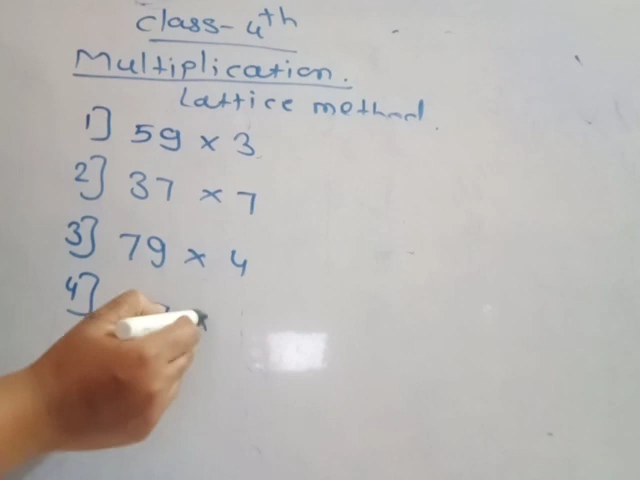 Class-4th
Multiplication.
Lattice method.
1] 59 x 3
2] 37 x 7
3] 79 x 4
4]